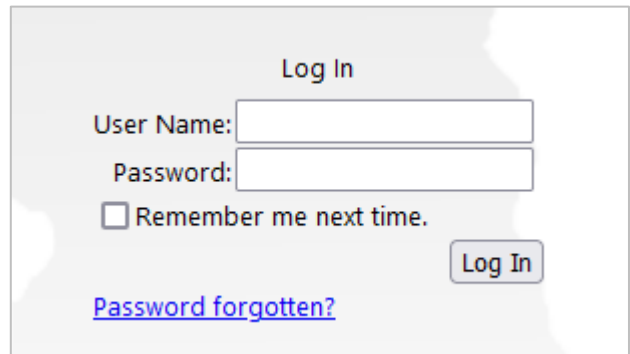 Log In
User Name:
Password:
Remember me next time.
Log In
Password forgotten?